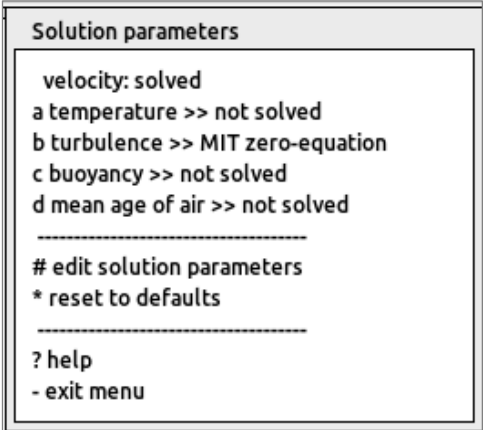 Solution parameters
velocity: solved
a temperature >> not solved
b turbulence >> MIT zero-equation
c buoyancy >> not solved
d mean age of air >> not solved
-------------------------------------
# edit solution parameters
* reset to defaults
-------------------------------------
? help
- exit menu